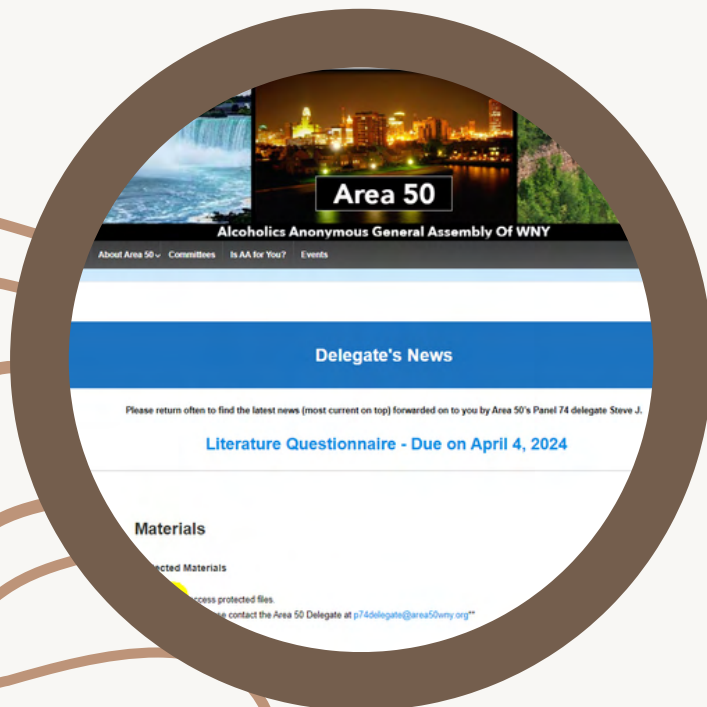 Area 50
Alcoholics Anonymous General Assembly Of WNY
About Area 50 Committees Is AA for You? Events
Delegate's News
Please return often to find the latest news (most current on top) forwarded on to you by Area 50's Panel 74 delegate Steve J.
Literature Questionnaire - Due on April 4, 2024
Materials
ected Materials
ccess protected files.
contact the Area 50 Delegate at p74delegate@area50wny.org**